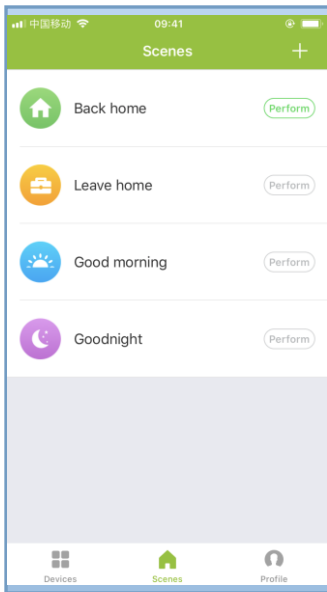 中国移动 09:41
Scenes
Back home Perform
Leave home Perform
Good morning Perform
Goodnight Perform
Devices Scenes Profile